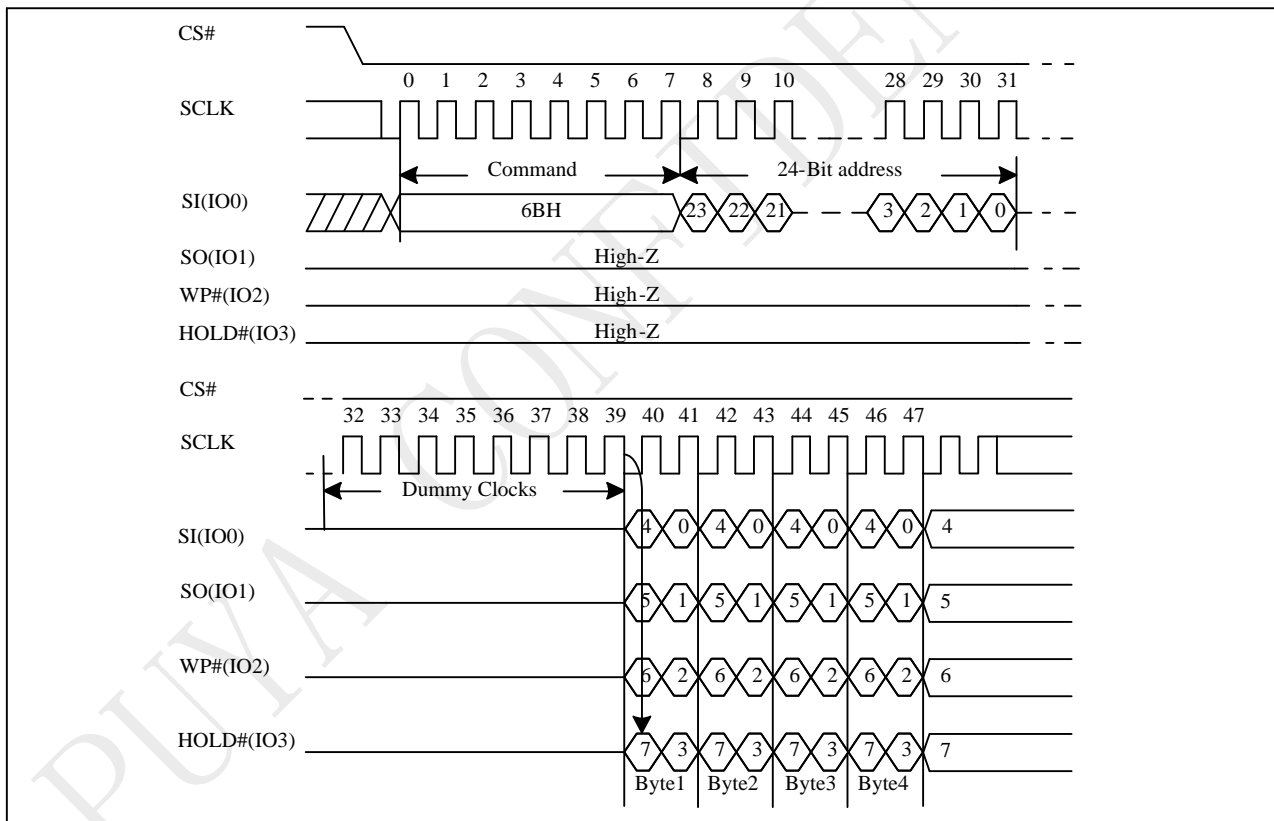 CS#
0 1 2 3 4 5 6 7 8 9 10 28 29 30 31
SCLK
Command 24-Bit address
SI(IO0) 6BH 23 22 21 3 2 1 0
SO(IO1) High-Z
WP#(IO2) High-Z
HOLD#(IO3) High-Z
CS#
32 33 34 35 36 37 38 39 40 41 42 43 44 45 46 47
SCLK
Dummy Clocks
SI(IO0) 4 0 4 0 4 0 4 0 4
SO(IO1) 5 1 5 1 5 1 5 1 5
WP#(IO2) 6 2 6 2 6 2 6 2 6
HOLD#(IO3) 7 3 7 3 7 3 7 3 7
Byte1 Byte2 Byte3 Byte4
PUYA CONFIDE